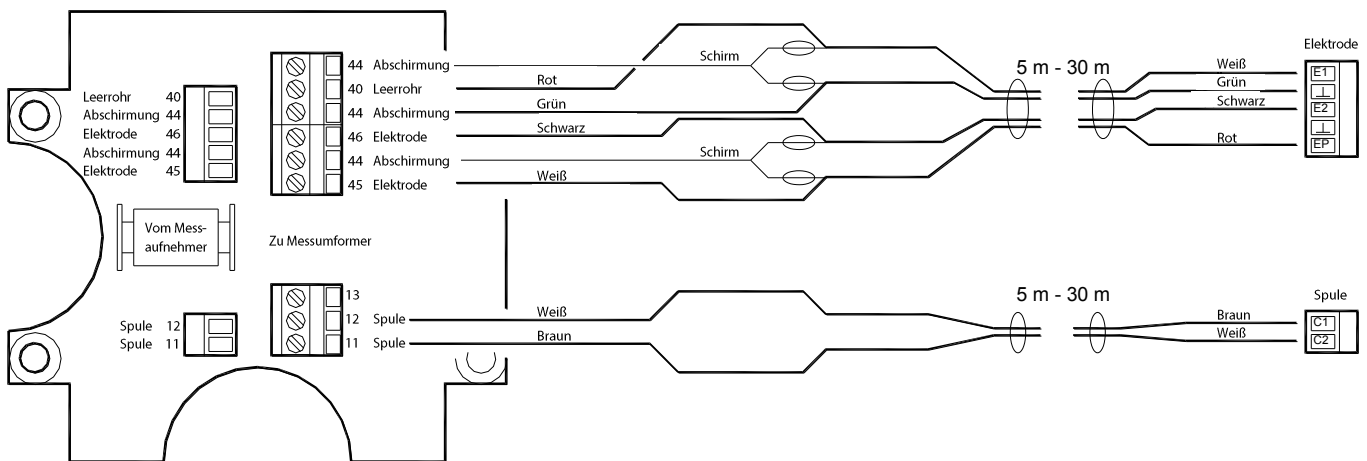 Leerrohr 40
Abschirmung 44
Elektrode 46
Abschirmung 44
Elektrode 45
44 Abschirmung
40 Leerrohr
44 Abschirmung
46 Elektrode
44 Abschirmung
45 Elektrode
Schirm
Rot
Grün
Schwarz
Schirm
Weiß
5 m - 30 m
Weiß
Grün
Schwarz
Rot
Elektrode
E1
⊥
E2
⊥
EP
Vom Mess-
aufnehmer
Zu Messumformer
Spule 12
Spule 11
13
12 Spule
11 Spule
Weiß
Braun
5 m - 30 m
Braun
Weiß
Spule
C1
C2